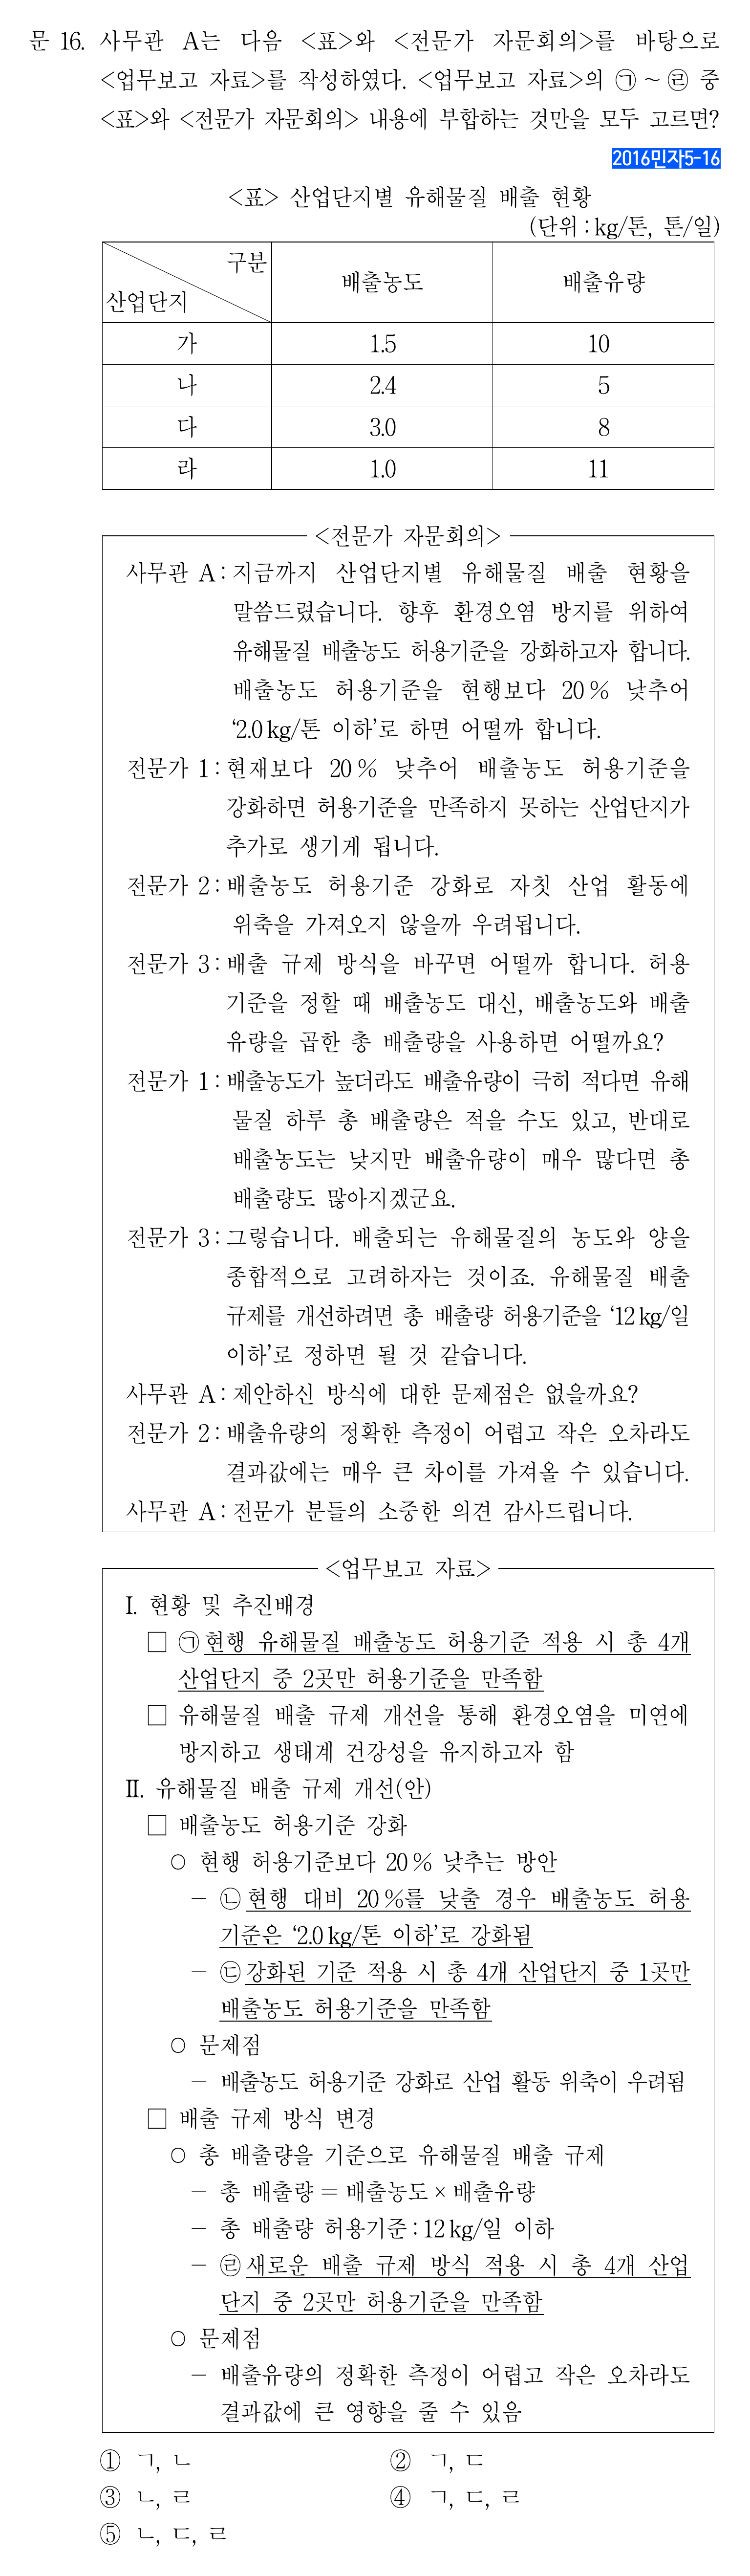 문 16. 사무관 A는 다음 <표>와 <전문가 자문회의>를 바탕으로
<업무보고 자료>를 작성하였다. <업무보고 자료>의 ㉠ ~ ㉣ 중
<표>와 <전문가 자문회의> 내용에 부합하는 것만을 모두 고르면?
2016민자5-16
<표> 산업단지별 유해물질 배출 현황
(단위 : kg/톤, 톤/일)
구분
산업단지 배출농도 배출유량
가 1.5 10
나 2.4 5
다 3.0 8
라 1.0 11
<전문가 자문회의>
사무관 A : 지금까지 산업단지별 유해물질 배출 현황을
말씀드렸습니다. 향후 환경오염 방지를 위하여
유해물질 배출농도 허용기준을 강화하고자 합니다.
배출농도 허용기준을 현행보다 20 % 낮추어
‘2.0 kg/톤 이하’로 하면 어떨까 합니다.
전문가 1 : 현재보다 20 % 낮추어 배출농도 허용기준을
강화하면 허용기준을 만족하지 못하는 산업단지가
추가로 생기게 됩니다.
전문가 2 : 배출농도 허용기준 강화로 자칫 산업 활동에
위축을 가져오지 않을까 우려됩니다.
전문가 3 : 배출 규제 방식을 바꾸면 어떨까 합니다. 허용
기준을 정할 때 배출농도 대신, 배출농도와 배출
유량을 곱한 총 배출량을 사용하면 어떨까요?
전문가 1 : 배출농도가 높더라도 배출유량이 극히 적다면 유해
물질 하루 총 배출량은 적을 수도 있고, 반대로
배출농도는 낮지만 배출유량이 매우 많다면 총
배출량도 많아지겠군요.
전문가 3 : 그렇습니다. 배출되는 유해물질의 농도와 양을
종합적으로 고려하자는 것이죠. 유해물질 배출
규제를 개선하려면 총 배출량 허용기준을 ‘12 kg/일
이하’로 정하면 될 것 같습니다.
사무관 A : 제안하신 방식에 대한 문제점은 없을까요?
전문가 2 : 배출유량의 정확한 측정이 어렵고 작은 오차라도
결과값에는 매우 큰 차이를 가져올 수 있습니다.
사무관 A : 전문가 분들의 소중한 의견 감사드립니다.
<업무보고 자료>
Ⅰ. 현황 및 추진배경
□ ㉠ 현행 유해물질 배출농도 허용기준 적용 시 총 4개
산업단지 중 2곳만 허용기준을 만족함
□ 유해물질 배출 규제 개선을 통해 환경오염을 미연에
방지하고 생태계 건강성을 유지하고자 함
Ⅱ. 유해물질 배출 규제 개선(안)
□ 배출농도 허용기준 강화
○ 현행 허용기준보다 20 % 낮추는 방안
－ ㉡ 현행 대비 20 %를 낮출 경우 배출농도 허용
기준은 ‘2.0 kg/톤 이하’로 강화됨
－ ㉢ 강화된 기준 적용 시 총 4개 산업단지 중 1곳만
배출농도 허용기준을 만족함
○ 문제점
－ 배출농도 허용기준 강화로 산업 활동 위축이 우려됨
□ 배출 규제 방식 변경
○ 총 배출량을 기준으로 유해물질 배출 규제
－ 총 배출량 = 배출농도 × 배출유량
－ 총 배출량 허용기준 : 12 kg/일 이하
－ ㉣ 새로운 배출 규제 방식 적용 시 총 4개 산업
단지 중 2곳만 허용기준을 만족함
○ 문제점
－ 배출유량의 정확한 측정이 어렵고 작은 오차라도
결과값에 큰 영향을 줄 수 있음
① ㄱ, ㄴ ② ㄱ, ㄷ
③ ㄴ, ㄹ ④ ㄱ, ㄷ, ㄹ
⑤ ㄴ, ㄷ, ㄹ